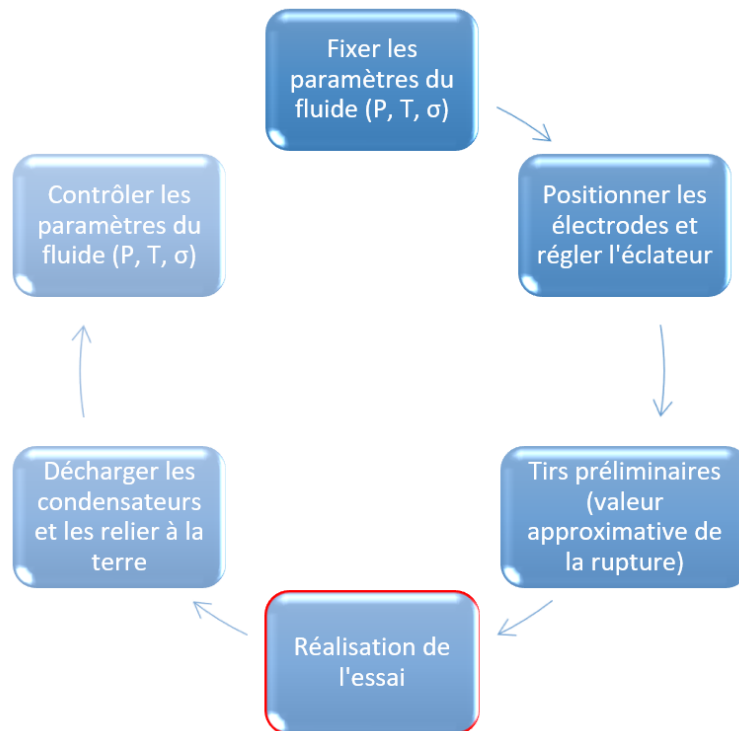 Fixer les
paramètres du
fluide (P, T, σ)
Positionner les
électrodes et
régler l'éclateur
Tirs préliminaires
(valeur
approximative de
la rupture)
Réalisation de
l'essai
Décharger les
condensateurs
et les relier à la
terre
Contrôler les
paramètres du
fluide (P, T, σ)